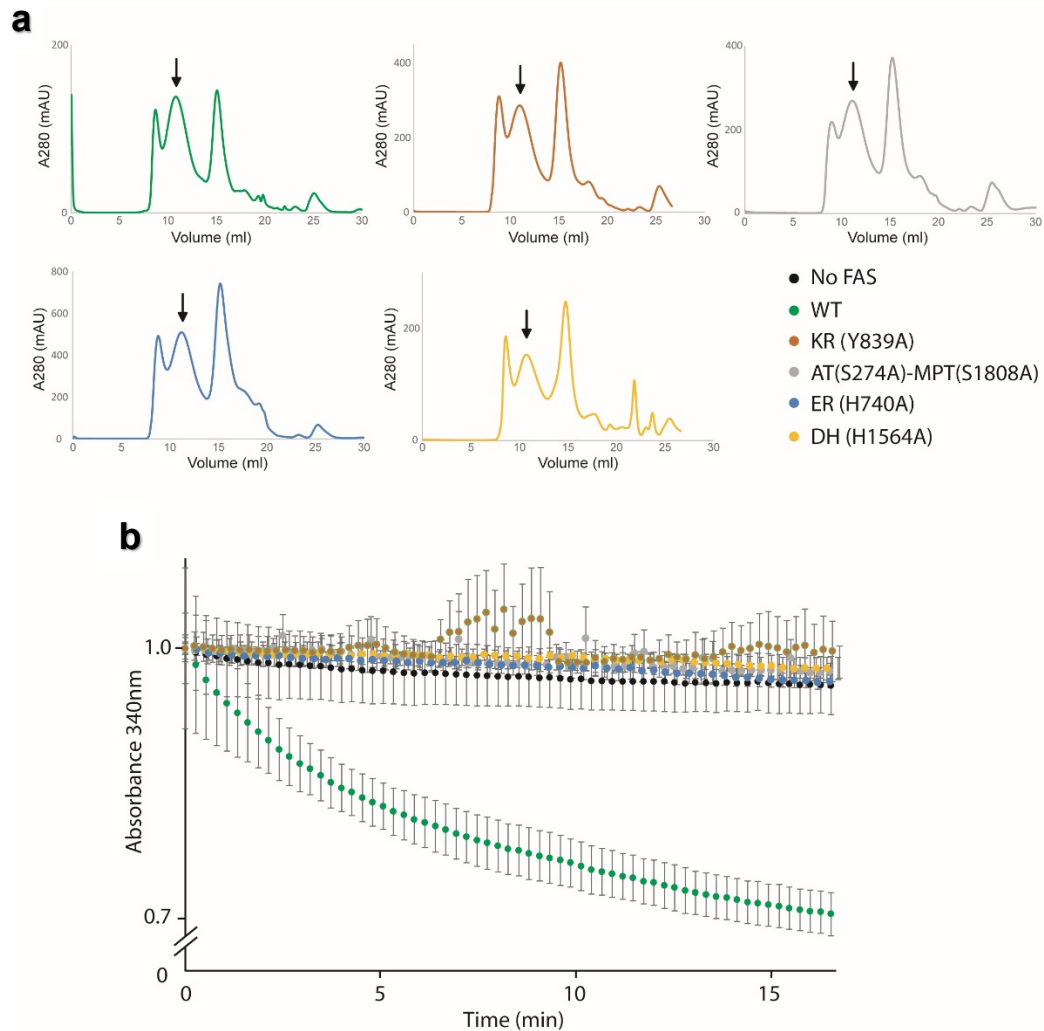 a
200
100
0
A280 (mAU)
5 10 15 20 25 30
Volume (ml)
400
200
0
A280 (mAU)
0 5 10 15 20 25 30
Volume (ml)
400
200
0
A280 (mAU)
0 5 10 15 20 25 30
Volume (ml)
800
600
400
200
0
A280 (mAU)
0 5 10 15 20 25 30
Volume (ml)
200
0
A280 (mAU)
0 5 10 15 20 25 30
Volume (ml)
No FAS
WT
KR (Y839A)
AT(S274A)-MPT(S1808A)
ER (H740A)
DH (H1564A)
b
1.0
0.7
0
Absorbance 340nm
0 5 10 15
Time (min)